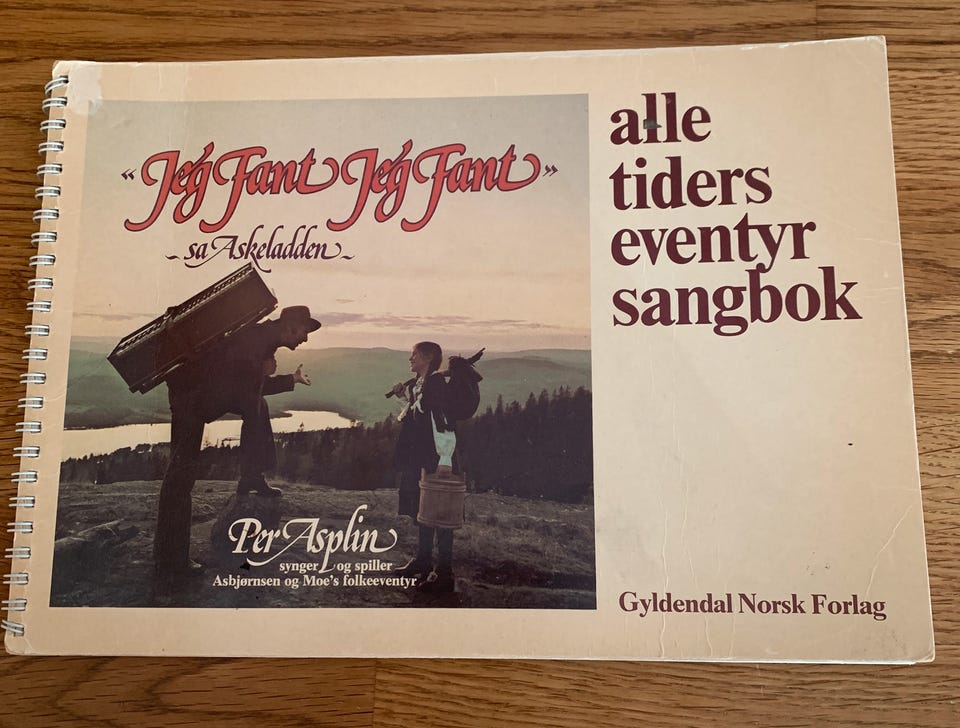 « Jeg Fant Jeg Fant »
sa Askeladden
Per Asplin
synger og spiller
Asbjørnsen og Moe's folkeeventyr
alle
tiders
eventyr
sangbok
Gyldendal Norsk Forlag